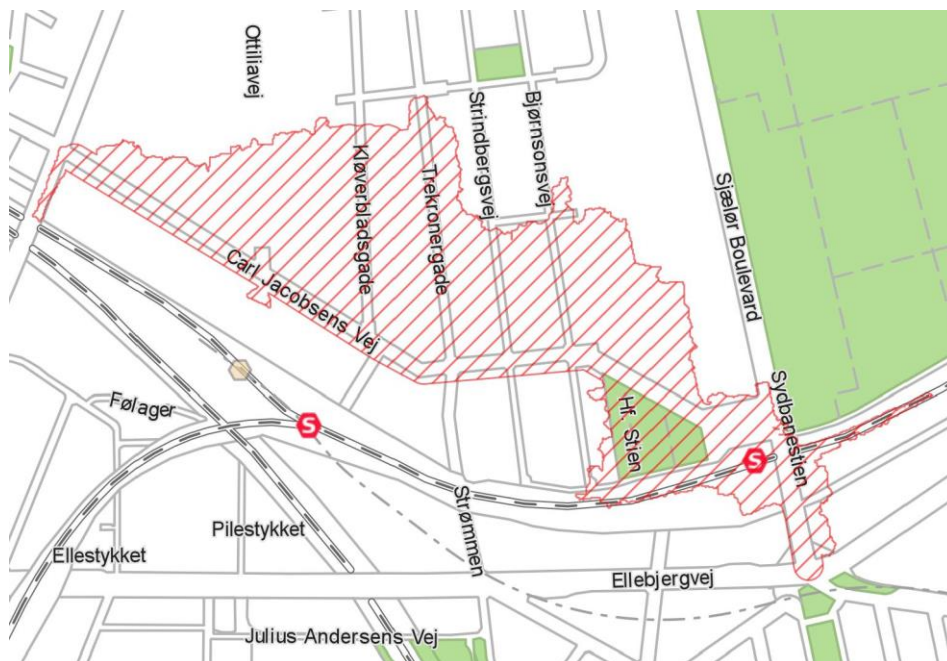 Ottiliavej
Strindbergsvej
Bjørnsonsvej
Kløverbladsgade
Trekronergade
Sjælør Boulevard
Carl Jacobsens Vej
Sydbanestien
Følager
Hf. Stien
S
S
Strømmen
Pilestykket
Ellestykket
Ellebjergvej
Julius Andersens Vej